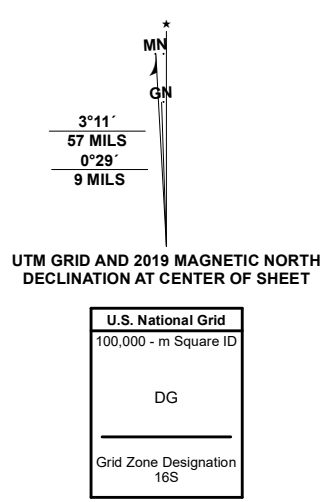 MN
GN
3°11´
57 MILS
0°29´
9 MILS
UTM GRID AND 2019 MAGNETIC NORTH
DECLINATION AT CENTER OF SHEET
U.S. National Grid
100,000 - m Square ID
DG
Grid Zone Designation
16S